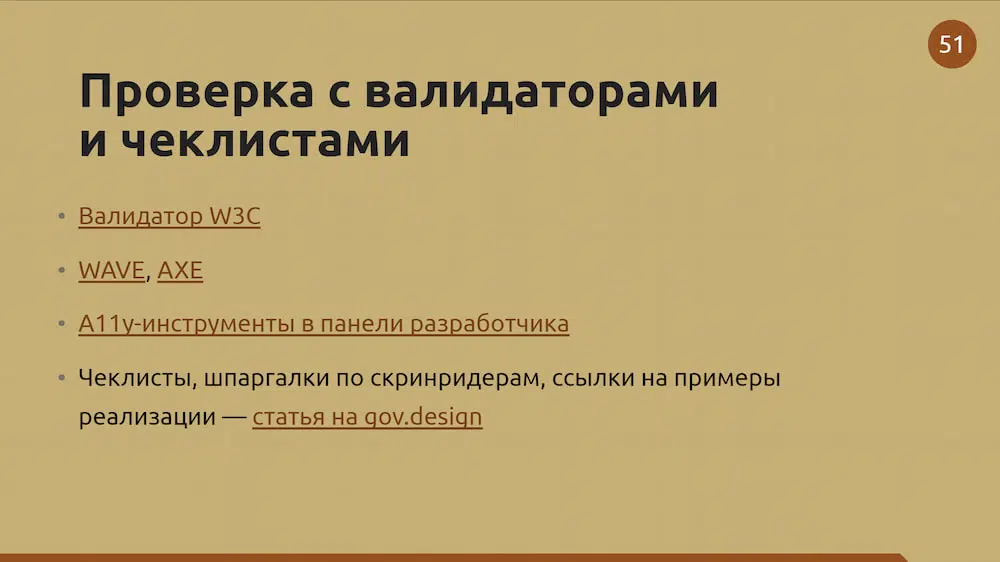 51
Проверка с валидаторами
и чеклистами
• Валидатор W3C
• WAVE, AXE
• A11y-инструменты в панели разработчика
• Чеклисты, шпаргалки по скринридерам, ссылки на примеры
реализации — статья на gov.design